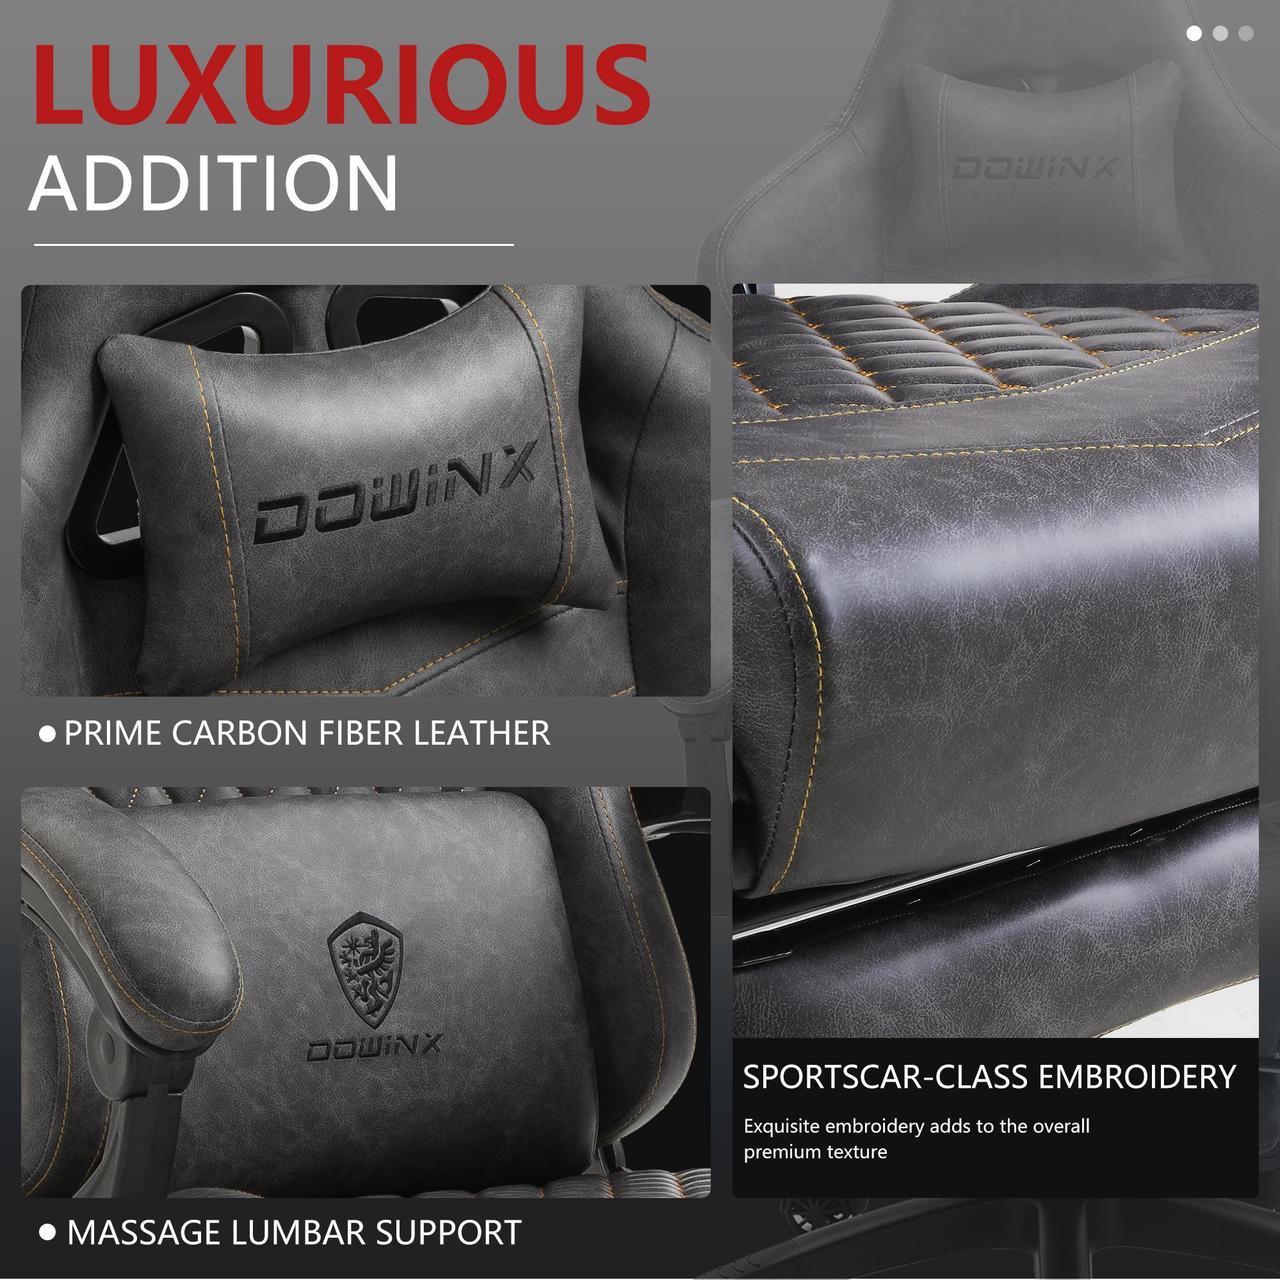 LUXURIOUS
ADDITION
DOWINX
DOWINX
PRIME CARBON FIBER LEATHER
DOWINX
MASSAGE LUMBAR SUPPORT
SPORTSCAR-CLASS EMBROIDERY
Exquisite embroidery adds to the overall
premium texture